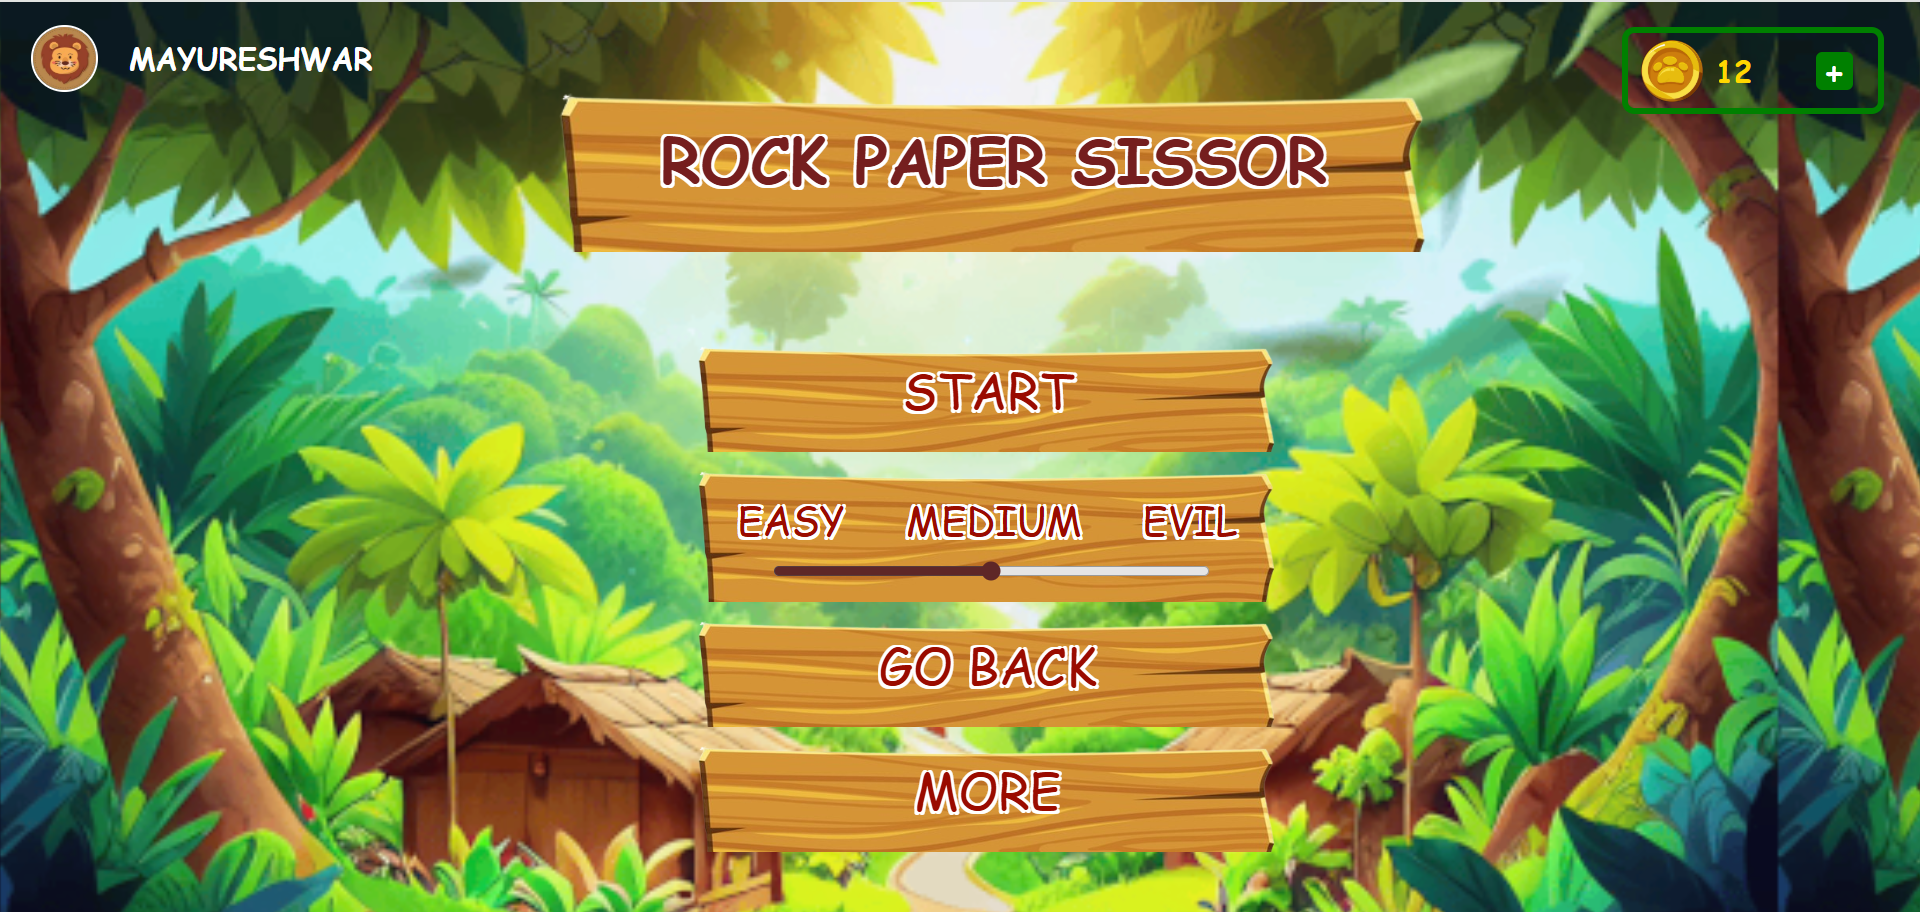 MAYURESHWAR
12 +
ROCK PAPER SISSOR
START
EASY MEDIUM EVIL
GO BACK
MORE